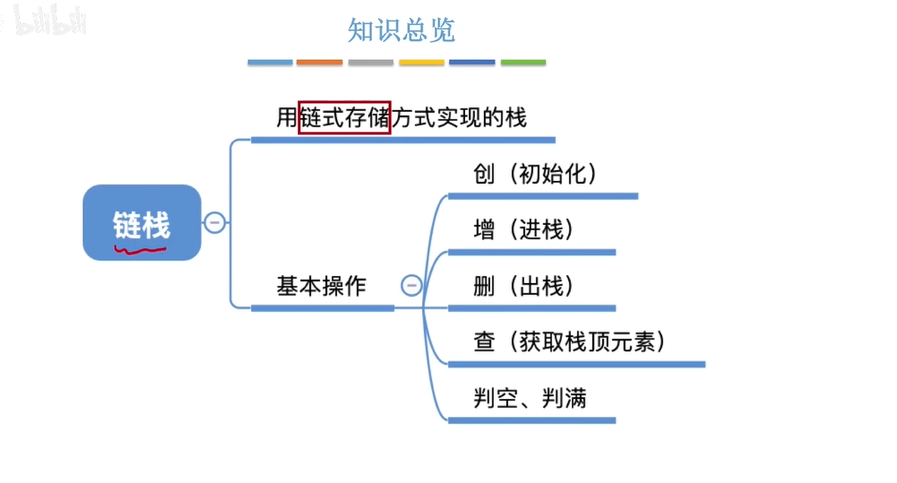 bilibili
知识总览
用链式存储方式实现的栈
创（初始化）
链栈
增（进栈）
基本操作
删（出栈）
查（获取栈顶元素）
判空、判满